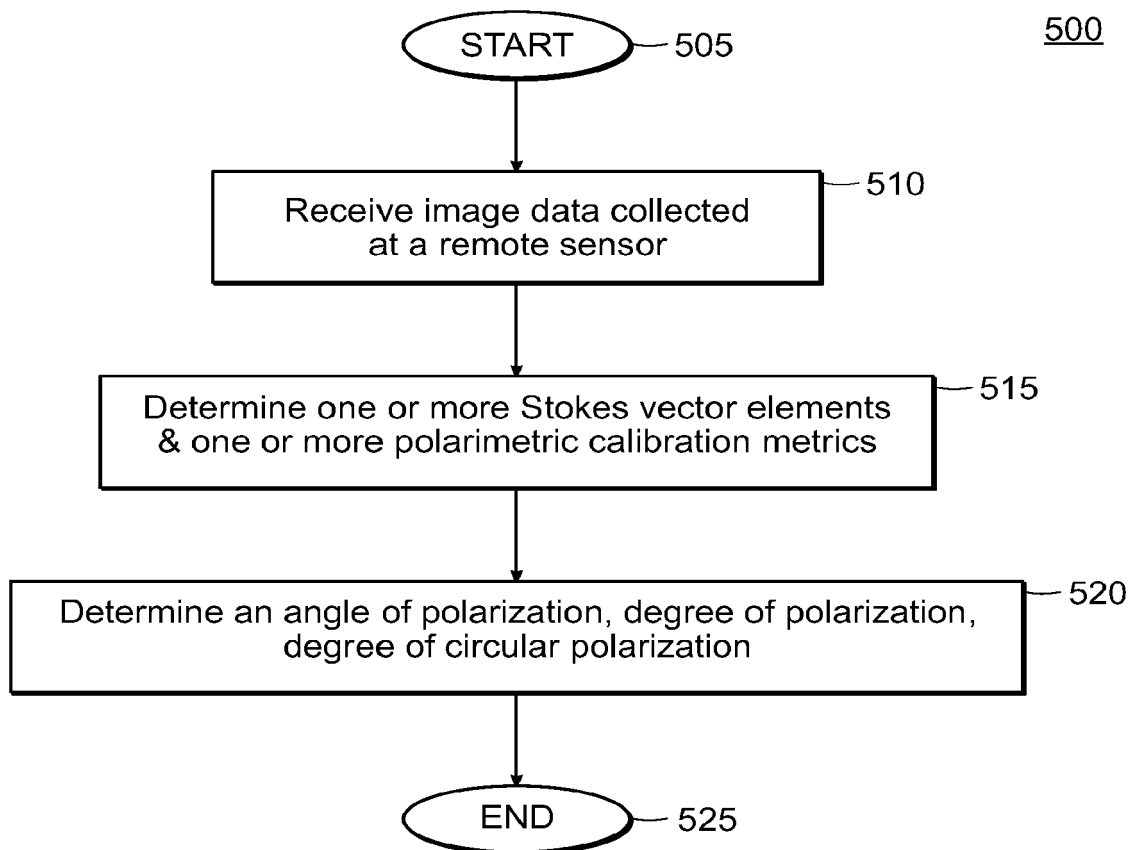 500
START
505
510
Receive image data collected
at a remote sensor
515
Determine one or more Stokes vector elements
& one or more polarimetric calibration metrics
520
Determine an angle of polarization, degree of polarization,
degree of circular polarization
END
525